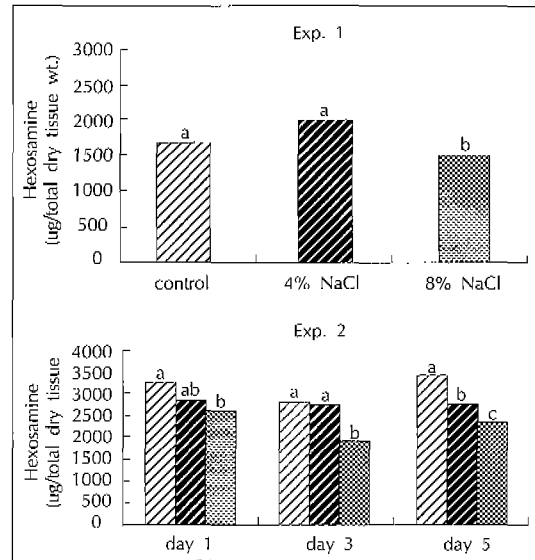 Exp. 1
Hexosamine
(ug/total dry tissue wt.)
3000
2500
2000
1500
1000
500
0
a
a
b
control 4% NaCl 8% NaCl
Exp. 2
Hexosamine
(ug/total dry tissue
4000
3500
3000
2500
2000
1500
1000
500
0
a ab b
a a b
a b c
day 1 day 3 day 5